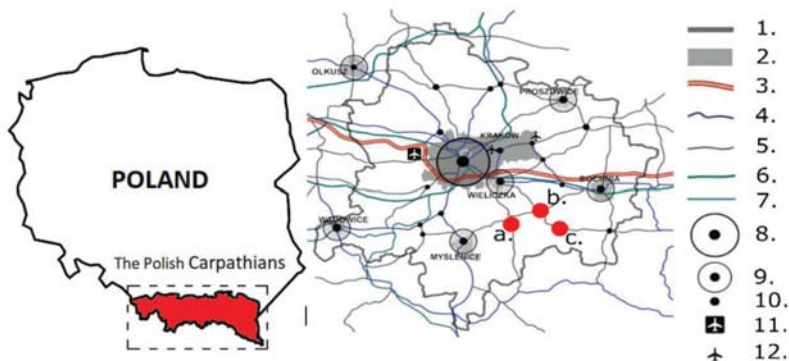 POLAND
The Polish Carpathians
OLKUSZ
PROSZOWICE
KRAKÓW
WIELICZKA
BOCHNIA
WADOWICE
MYŚLENICE
a.
b.
c.
1.
2.
3.
4.
5.
6.
7.
8.
9.
10.
11.
12.